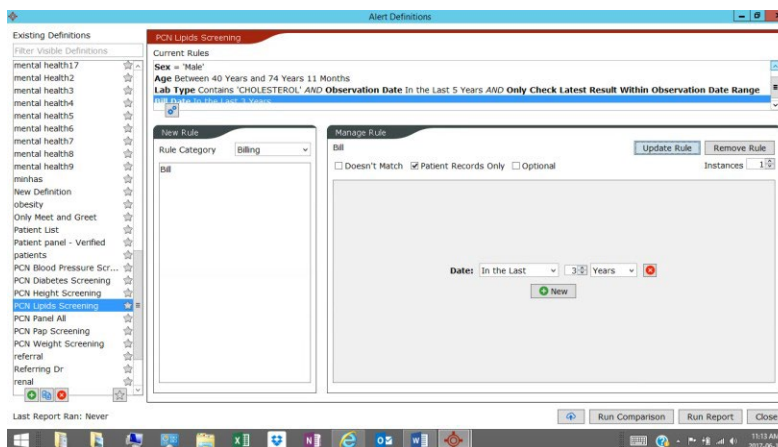 Alert Definitions
Existing Definitions
Filter Visible Definitions
mental health17
mental Health2
mental health3
mental health4
mental health5
mental health6
mental health7
mental health8
mental health9
minhas
New Definition
obesity
Only Meet and Greet
Patient List
Patient panel - Verified
patients
PCN Blood Pressure Scr...
PCN Diabetes Screening
PCN Height Screening
PCN Lipids Screening
PCN Panel All
PCN Pap Screening
PCN Weight Screening
referral
Referring Dr
renal
Last Report Ran: Never
PCN Lipids Screening
Current Rules
Sex = 'Male'
Age Between 40 Years and 74 Years 11 Months
Lab Type Contains 'CHOLESTEROL' AND Observation Date In the Last 5 Years AND Only Check Latest Result Within Observation Date Range
Bill Date In the Last 3 Years
New Rule
Rule Category Billing
Bill
Manage Rule
Bill
Update Rule Remove Rule
Doesn't Match Patient Records Only Optional Instances 1
Date: In the Last 3 Years
New
Run Comparison Run Report Close
11:13 AM